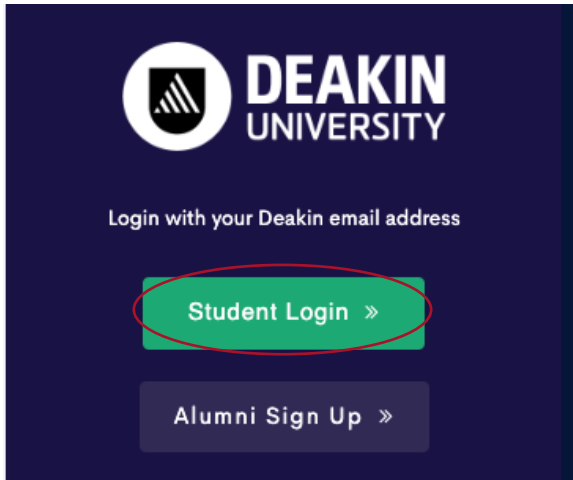 DEAKIN
UNIVERSITY
Login with your Deakin email address
Student Login »
Alumni Sign Up »